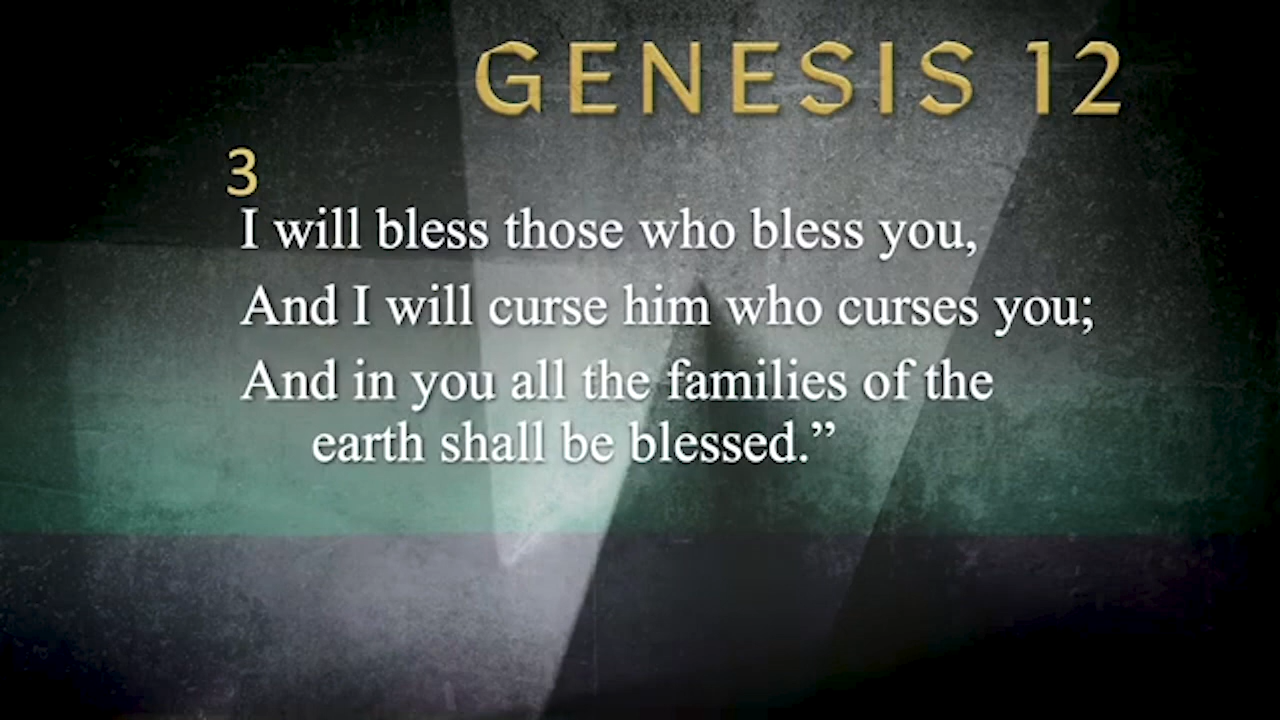 GENESIS 12
3
I will bless those who bless you,
And I will curse him who curses you;
And in you all the families of the
earth shall be blessed.”